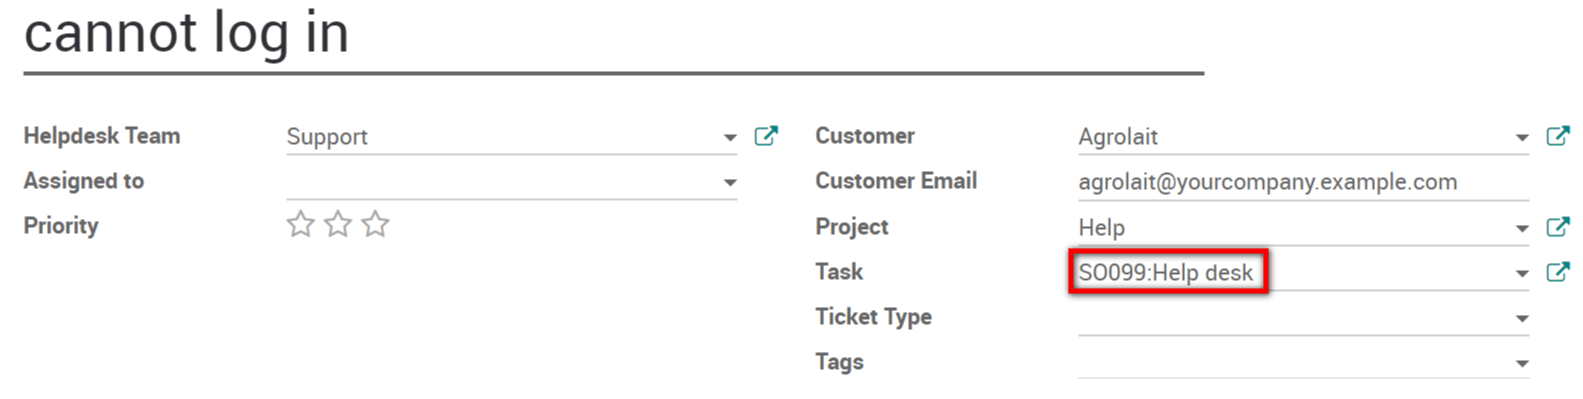 cannot log in
Helpdesk Team Support
Assigned to
Priority
Customer Agrolait
Customer Email agrolait@yourcompany.example.com
Project Help
Task SO099:Help desk
Ticket Type
Tags